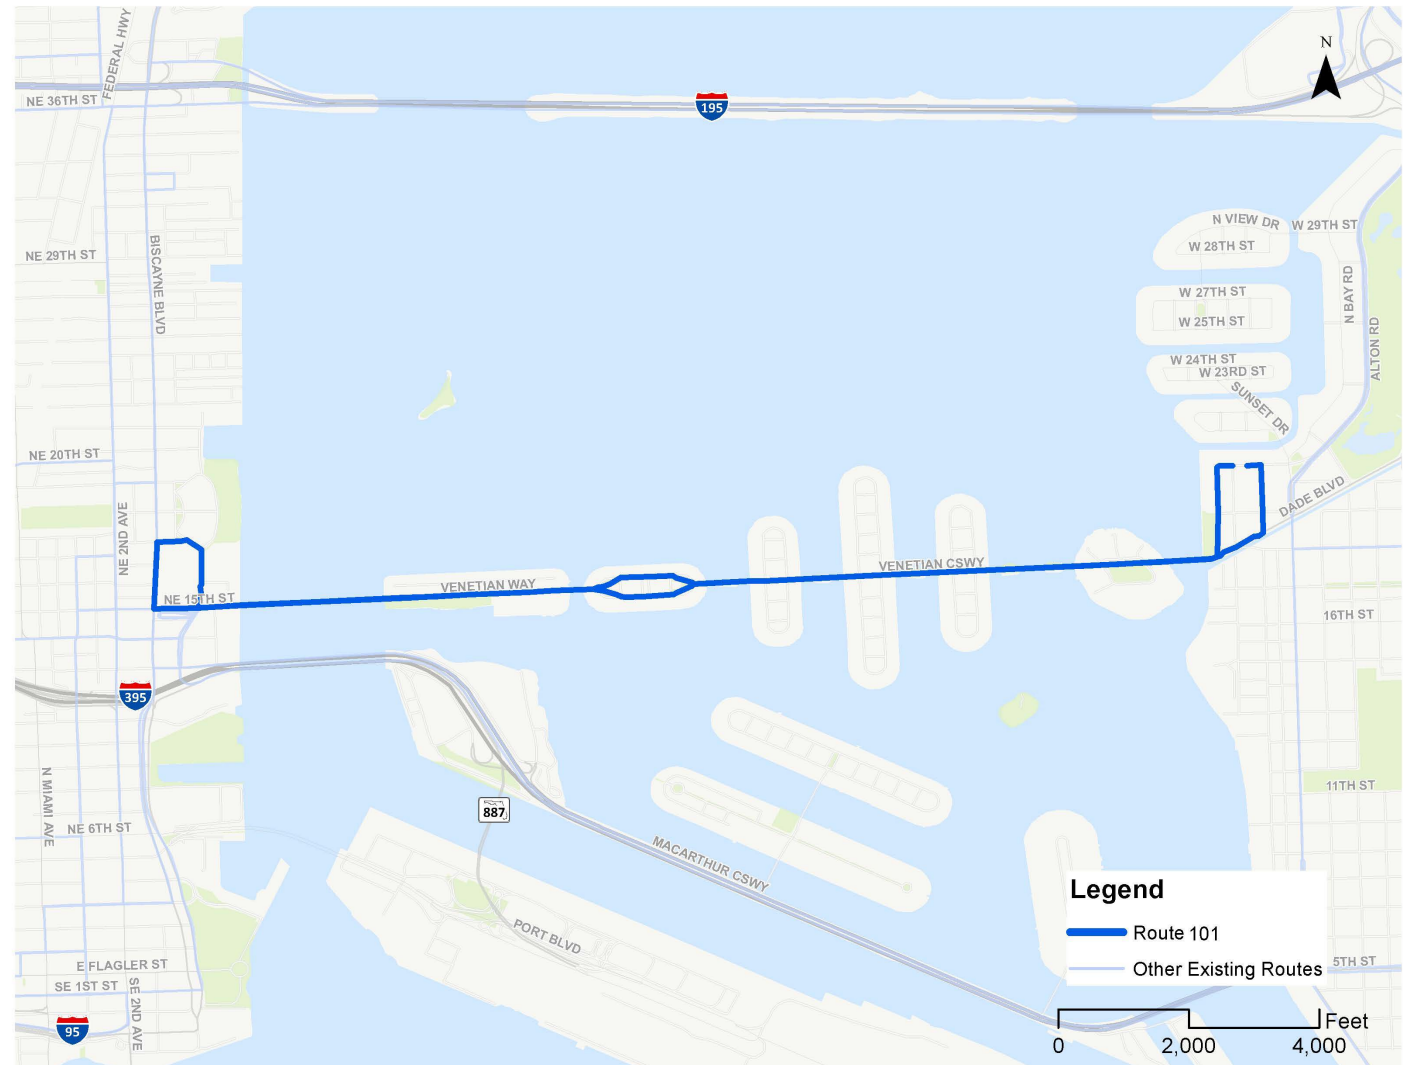 N
FEDERAL HWY
NE 36TH ST
195
N VIEW DR
W 29TH ST
W 28TH ST
NE 29TH ST
BISCAYNE BLVD
W 27TH ST
N BAY RD
W 25TH ST
ALTON RD
W 24TH ST
W 23RD ST
SUNSET DR
NE 20TH ST
DADE BLVD
NE 2ND AVE
VENETIAN CSWY
VENETIAN WAY
NE 15TH ST
16TH ST
395
11TH ST
N MIAMI AVE
887
NE 6TH ST
MACARTHUR CSWY
PORT BLVD
E FLAGLER ST
SE 1ST ST
SE 2ND AVE
95
5TH ST
Legend
Route 101
Other Existing Routes
Feet
0 2,000 4,000